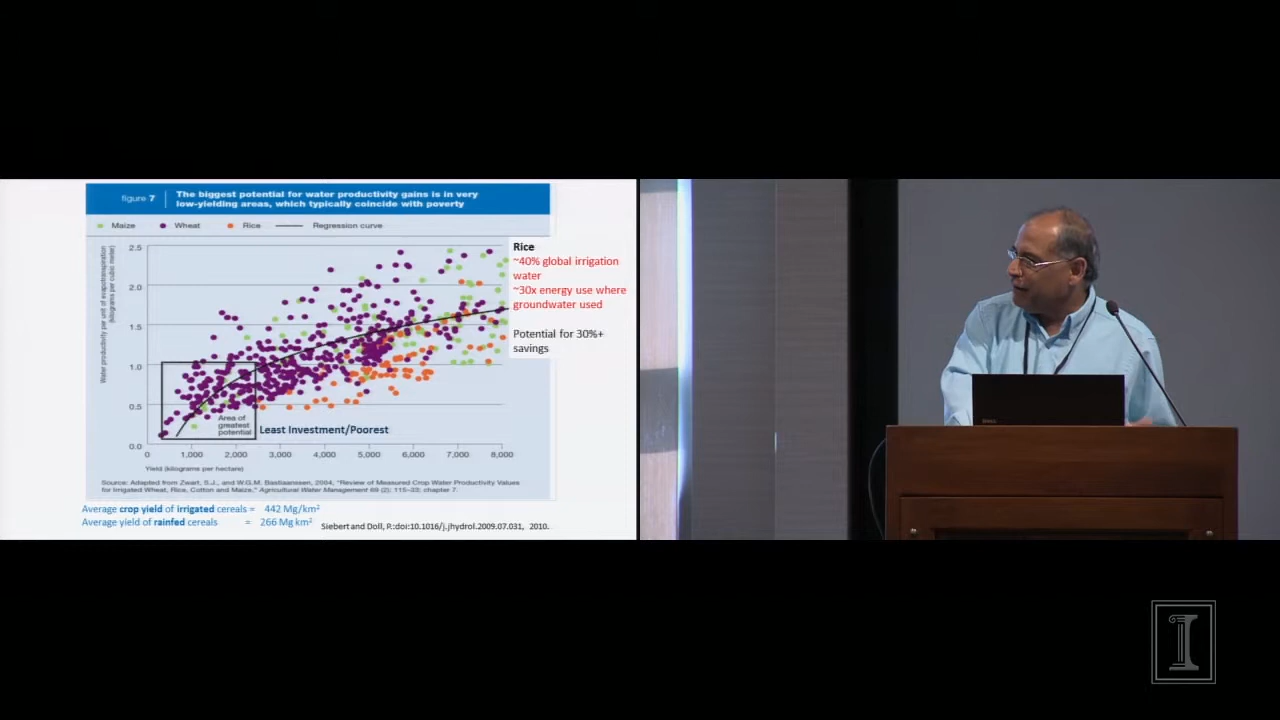 figure 7
The biggest potential for water productivity gains is in very
low-yielding areas, which typically coincide with poverty
Maize
Wheat
Rice
Regression curve
Water productivity per unit of evapotranspiration
(kilograms per cubic meter)
2.5
2.0
1.5
1.0
0.5
0.0
Area of
greatest
potential
Least Investment/Poorest
0
1,000
2,000
3,000
4,000
5,000
6,000
7,000
8,000
Yield (kilograms per hectare)
Rice
~40% global irrigation
water
~30x energy use where
groundwater used
Potential for 30%+
savings
Source: Adapted from Zwart, S.J., and W.G.M. Bastiaanssen, 2004, "Review of Measured Crop Water Productivity Values
for Irrigated Wheat, Rice, Cotton and Maize," Agricultural Water Management 69 (2): 115–33; chapter 7.
Average crop yield of irrigated cereals = 442 Mg/km²
Average yield of rainfed cereals = 266 Mg km²
Siebert and Doll, P.:doi:10.1016/j.jhydrol.2009.07.031, 2010.
I